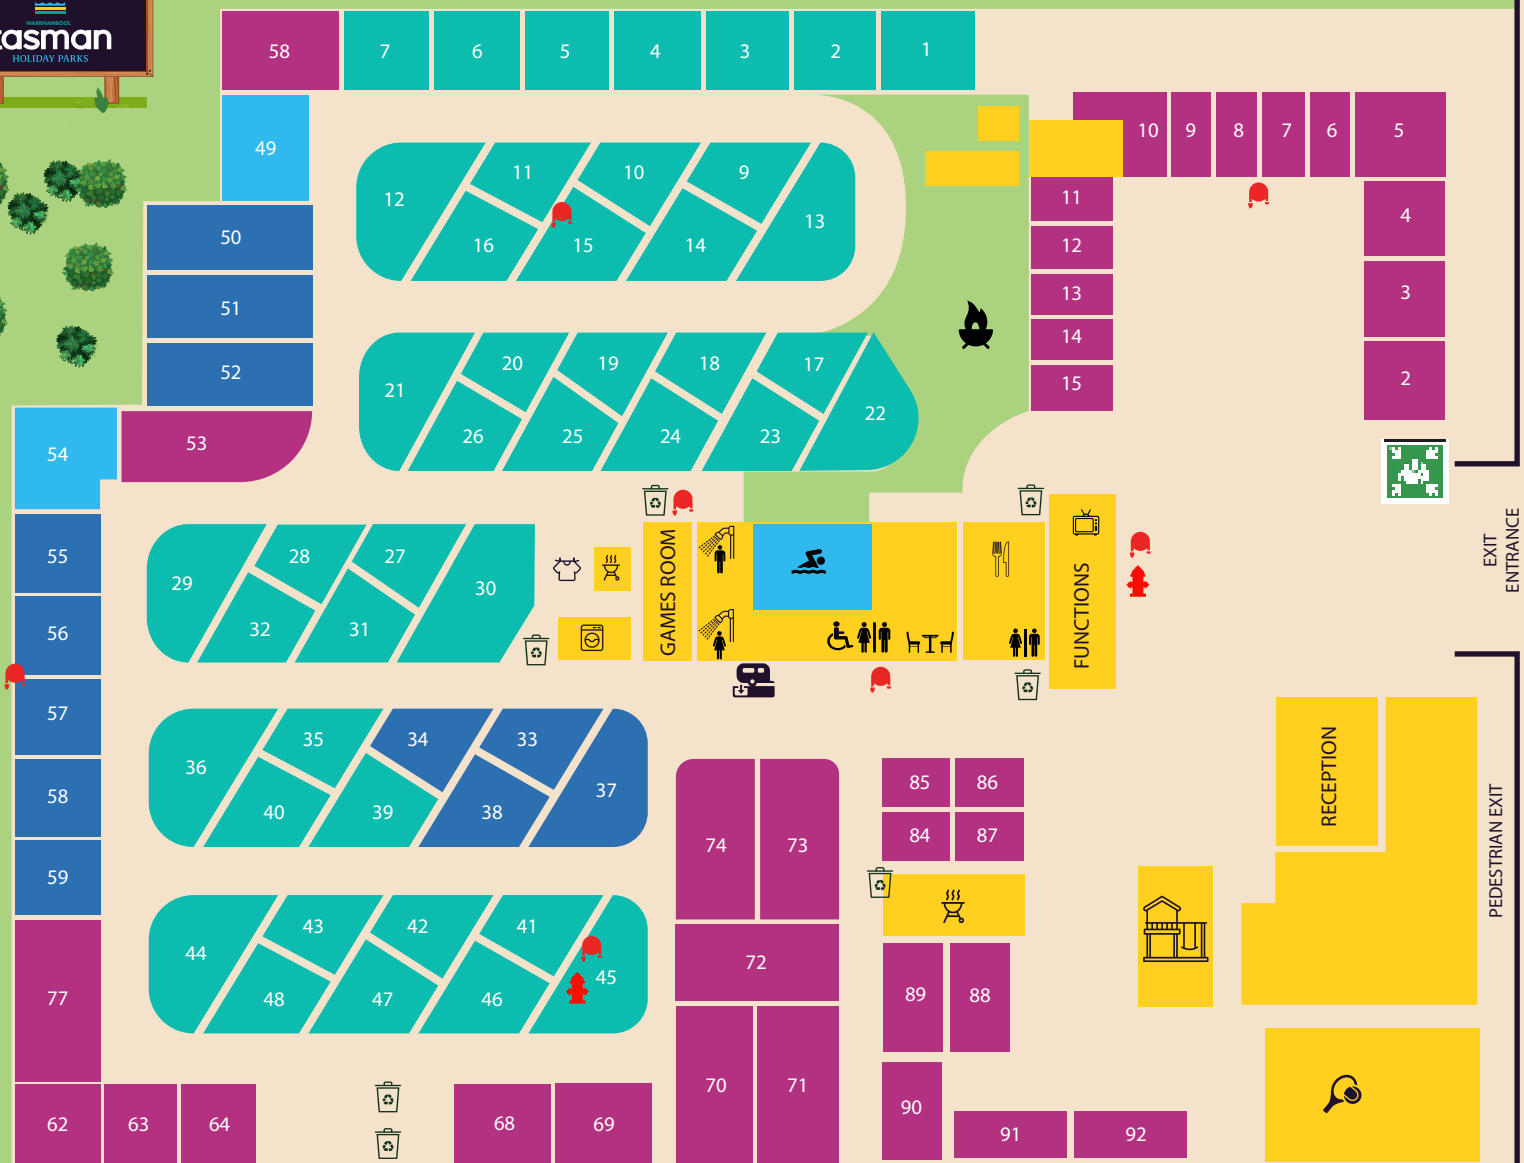 WARRNAMBOOL
tasman
HOLIDAY PARKS
58 7 6 5 4 3 2 1
49
12 11 10 9
16 15 14 13
10 9 8 7 6 5
11
12
13
14
15
4
3
2
50
51
52
21 20 19 18 17
26 25 24 23 22
54 53
55
56
57
58
59
29 28 27 30
32 31
GAMES ROOM
FUNCTIONS
EXIT
ENTRANCE
36 35 34 33
40 39 38 37
74 73
85 86
84 87
RECEPTION
PEDESTRIAN EXIT
44 43 42 41
48 47 46 45
72
89 88
77
70 71
90
62 63 64 68 69
91 92